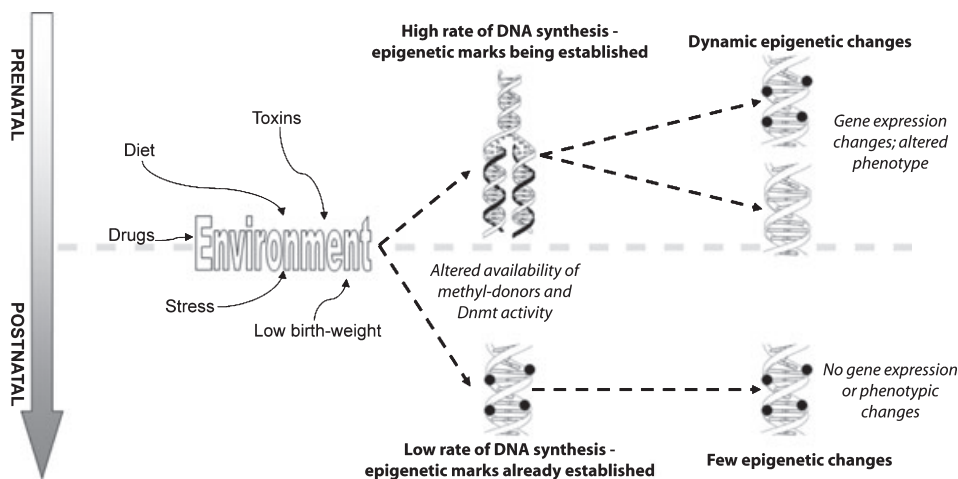 PRENATAL
POSTNATAL
Toxins
Diet
Drugs
Environment
Stress
Low birth-weight
High rate of DNA synthesis -
epigenetic marks being established
Dynamic epigenetic changes
Gene expression
changes; altered
phenotype
Altered availability of
methyl-donors and
Dnmt activity
Low rate of DNA synthesis -
epigenetic marks already established
No gene expression
or phenotypic
changes
Few epigenetic changes